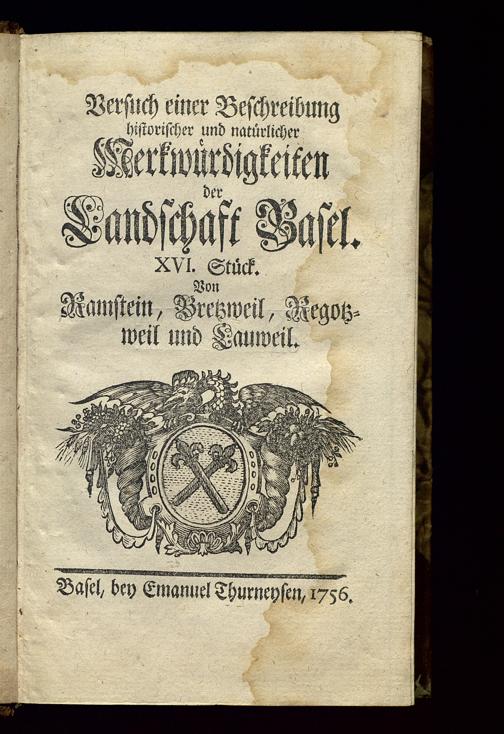 Versuch einer Beschreibung
historischer und natürlicher
Merkwürdigkeiten
der
Landschaft Basel.
XVI. Stück.
Von
Ramstein, Bretzweil, Regotz-
weil und Lauweil.
Basel, bey Emanuel Thurneysen, 1756.